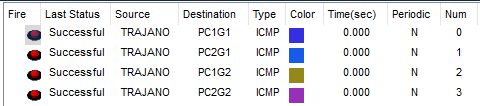 Fire Last Status Source Destination Type Color Time(sec) Periodic Num
Successful TRAJANO PC1G1 ICMP 0.000 N 0
Successful TRAJANO PC2G1 ICMP 0.000 N 1
Successful TRAJANO PC1G2 ICMP 0.000 N 2
Successful TRAJANO PC2G2 ICMP 0.000 N 3